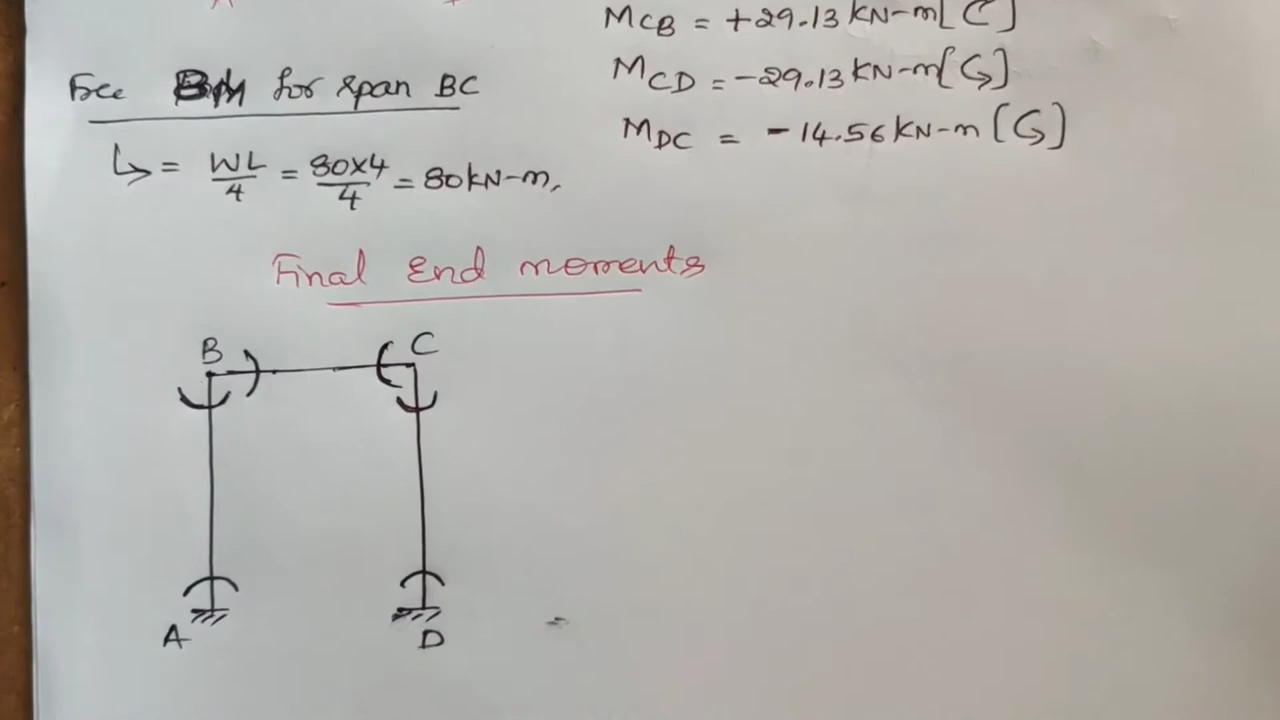 MCB = +29.13 KN-m[C]
MCD = -29.13 KN-m[Ϛ]
MDC = -14.56 KN-m[Ϛ]
Free BM for span BC
↳ = WL/4 = 80x4/4 = 80KN-m,
Final End moments
B C
A D